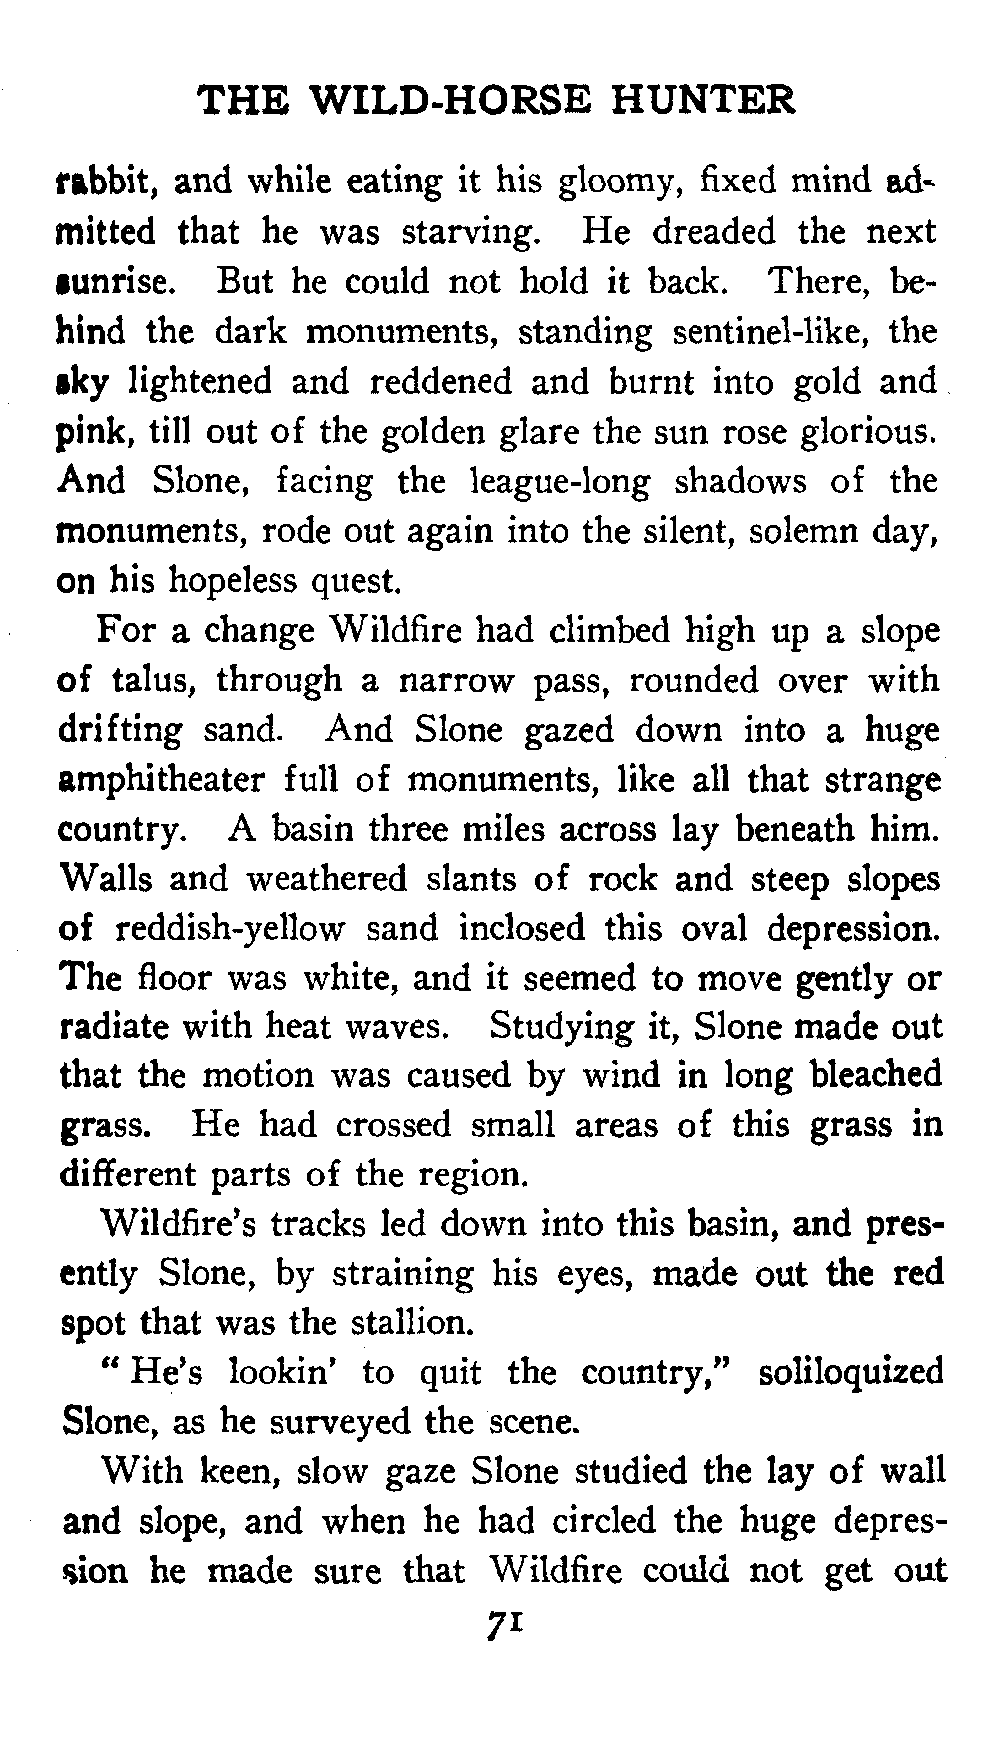 THE WILD-HORSE HUNTER
rabbit, and while eating it his gloomy, fixed mind ad-
mitted that he was starving. He dreaded the next
sunrise. But he could not hold it back. There, be-
hind the dark monuments, standing sentinel-like, the
sky lightened and reddened and burnt into gold and
pink, till out of the golden glare the sun rose glorious.
And Slone, facing the league-long shadows of the
monuments, rode out again into the silent, solemn day,
on his hopeless quest.
For a change Wildfire had climbed high up a slope
of talus, through a narrow pass, rounded over with
drifting sand. And Slone gazed down into a huge
amphitheater full of monuments, like all that strange
country. A basin three miles across lay beneath him.
Walls and weathered slants of rock and steep slopes
of reddish-yellow sand inclosed this oval depression.
The floor was white, and it seemed to move gently or
radiate with heat waves. Studying it, Slone made out
that the motion was caused by wind in long bleached
grass. He had crossed small areas of this grass in
different parts of the region.
Wildfire's tracks led down into this basin, and pres-
ently Slone, by straining his eyes, made out the red
spot that was the stallion.
“ He's lookin' to quit the country,” soliloquized
Slone, as he surveyed the scene.
With keen, slow gaze Slone studied the lay of wall
and slope, and when he had circled the huge depres-
sion he made sure that Wildfire could not get out
71